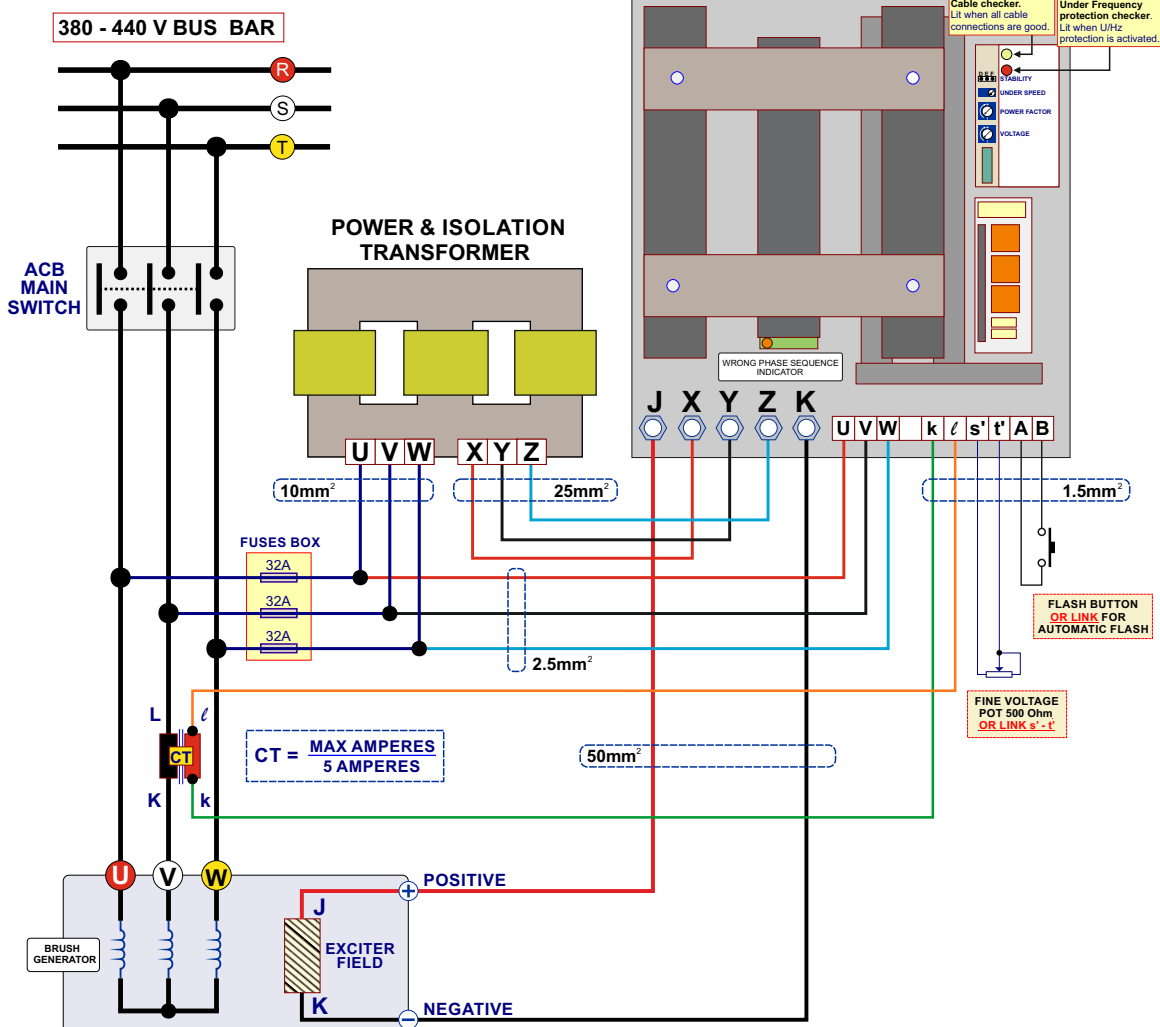 380 - 440 V BUS BAR
R
S
T
ACB
MAIN
SWITCH
POWER & ISOLATION
TRANSFORMER
U V W X Y Z
10mm²
25mm²
FUSES BOX
32A
32A
32A
2.5mm²
Cable checker.
Lit when all cable
connections are good.
Under Frequency
protection checker.
Lit when U/Hz
protection is activated.
D E F
STABILITY
UNDER SPEED
POWER FACTOR
VOLTAGE
WRONG PHASE SEQUENCE
INDICATOR
J X Y Z K
U V W k ℓ s' t' A B
1.5mm²
FLASH BUTTON
OR LINK FOR
AUTOMATIC FLASH
FINE VOLTAGE
POT 500 Ohm
OR LINK s' - t'
L ℓ
CT
K k
CT = MAX AMPERES
5 AMPERES
50mm²
U V W
BRUSH
GENERATOR
POSITIVE
+
J
EXCITER
FIELD
K
NEGATIVE
−